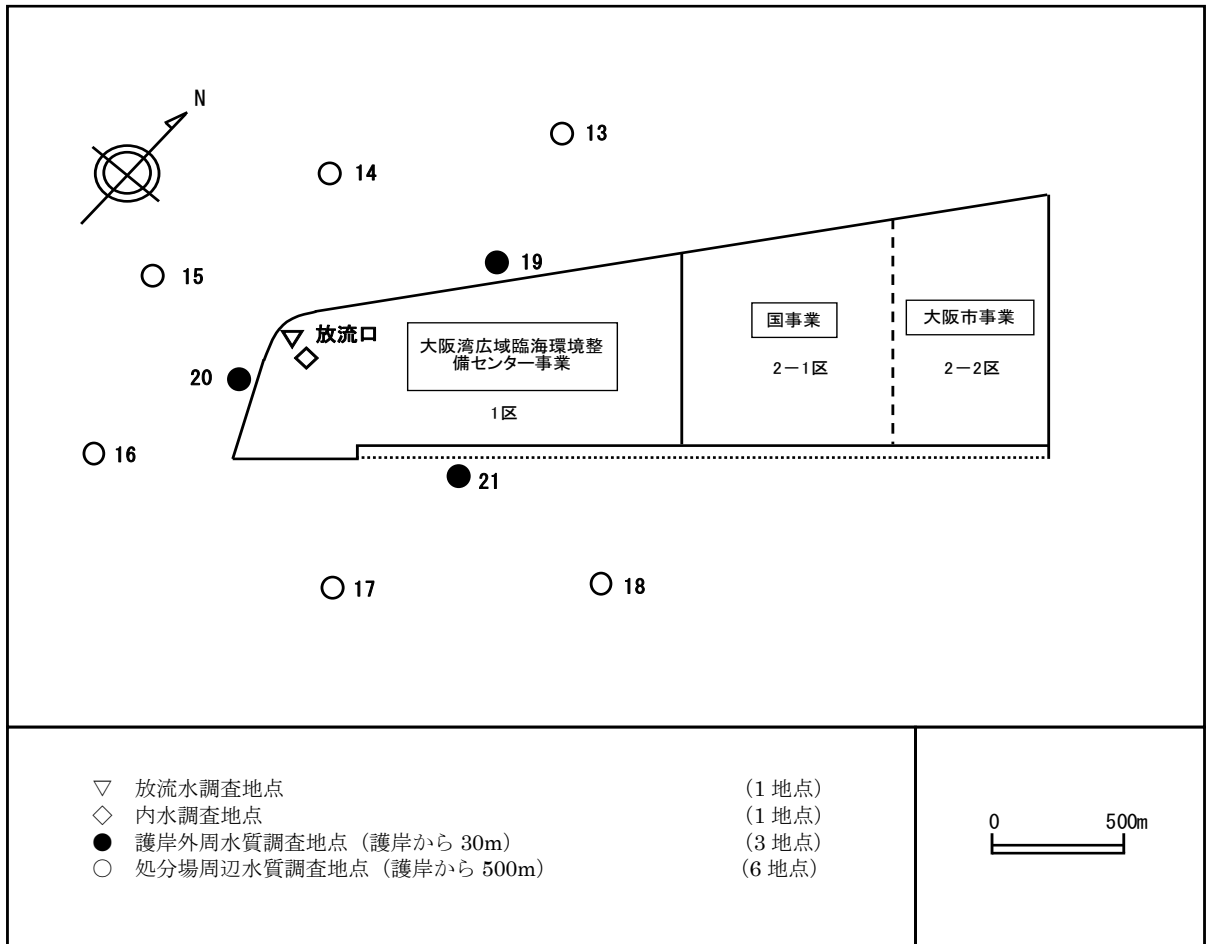 N
13
14
19
15
放流口
国事業
大阪市事業
大阪湾広域臨海環境整
備センター事業
2－1区
2－2区
20
1区
16
21
17
18
▽ 放流水調査地点 (1 地点)
◇ 内水調査地点 (1 地点)
● 護岸外周水質調査地点（護岸から 30m） (3 地点)
○ 処分場周辺水質調査地点（護岸から 500m） (6 地点)
0 500m